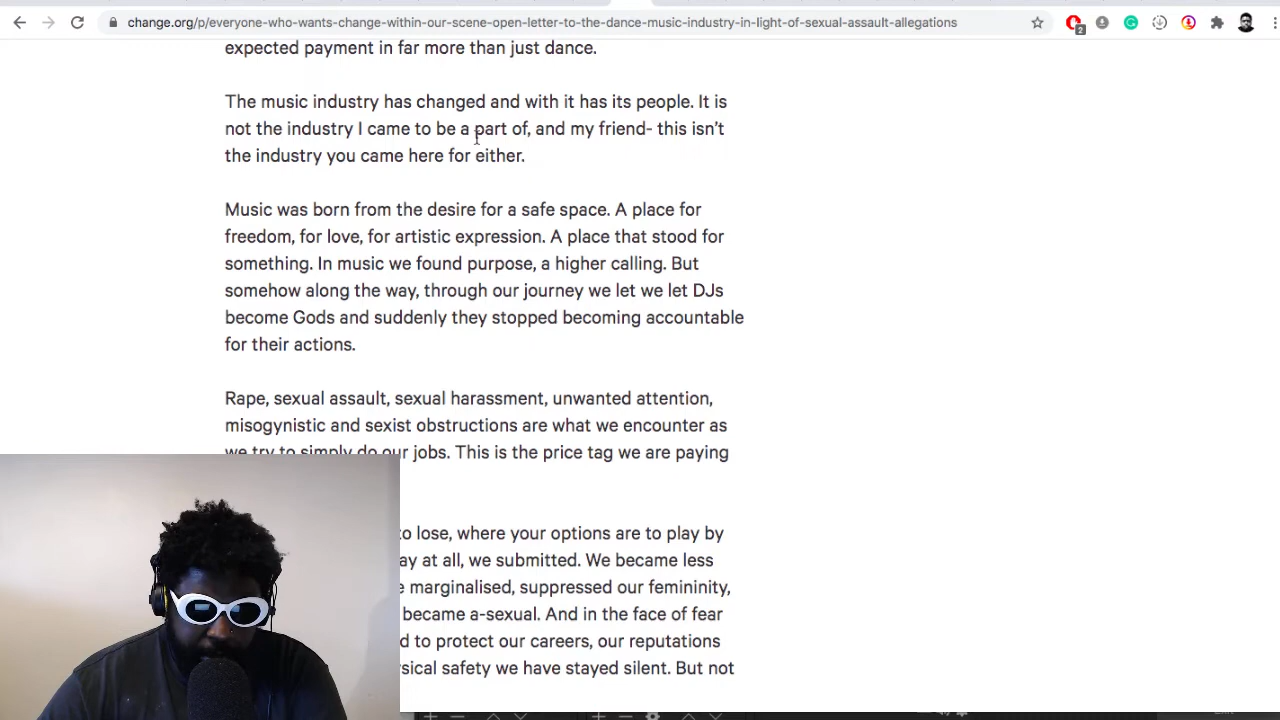 change.org/p/everyone-who-wants-change-within-our-scene-open-letter-to-the-dance-music-industry-in-light-of-sexual-assault-allegations
2
expected payment in far more than just dance.
The music industry has changed and with it has its people. It is
not the industry I came to be a part of, and my friend- this isn’t
the industry you came here for either.
Music was born from the desire for a safe space. A place for
freedom, for love, for artistic expression. A place that stood for
something. In music we found purpose, a higher calling. But
somehow along the way, through our journey we let we let DJs
become Gods and suddenly they stopped becoming accountable
for their actions.
Rape, sexual assault, sexual harassment, unwanted attention,
misogynistic and sexist obstructions are what we encounter as
we try to simply do our jobs. This is the price tag we are paying
to lose, where your options are to play by
at all, we submitted. We became less
marginalised, suppressed our femininity,
became a-sexual. And in the face of fear
to protect our careers, our reputations
safety we have stayed silent. But not